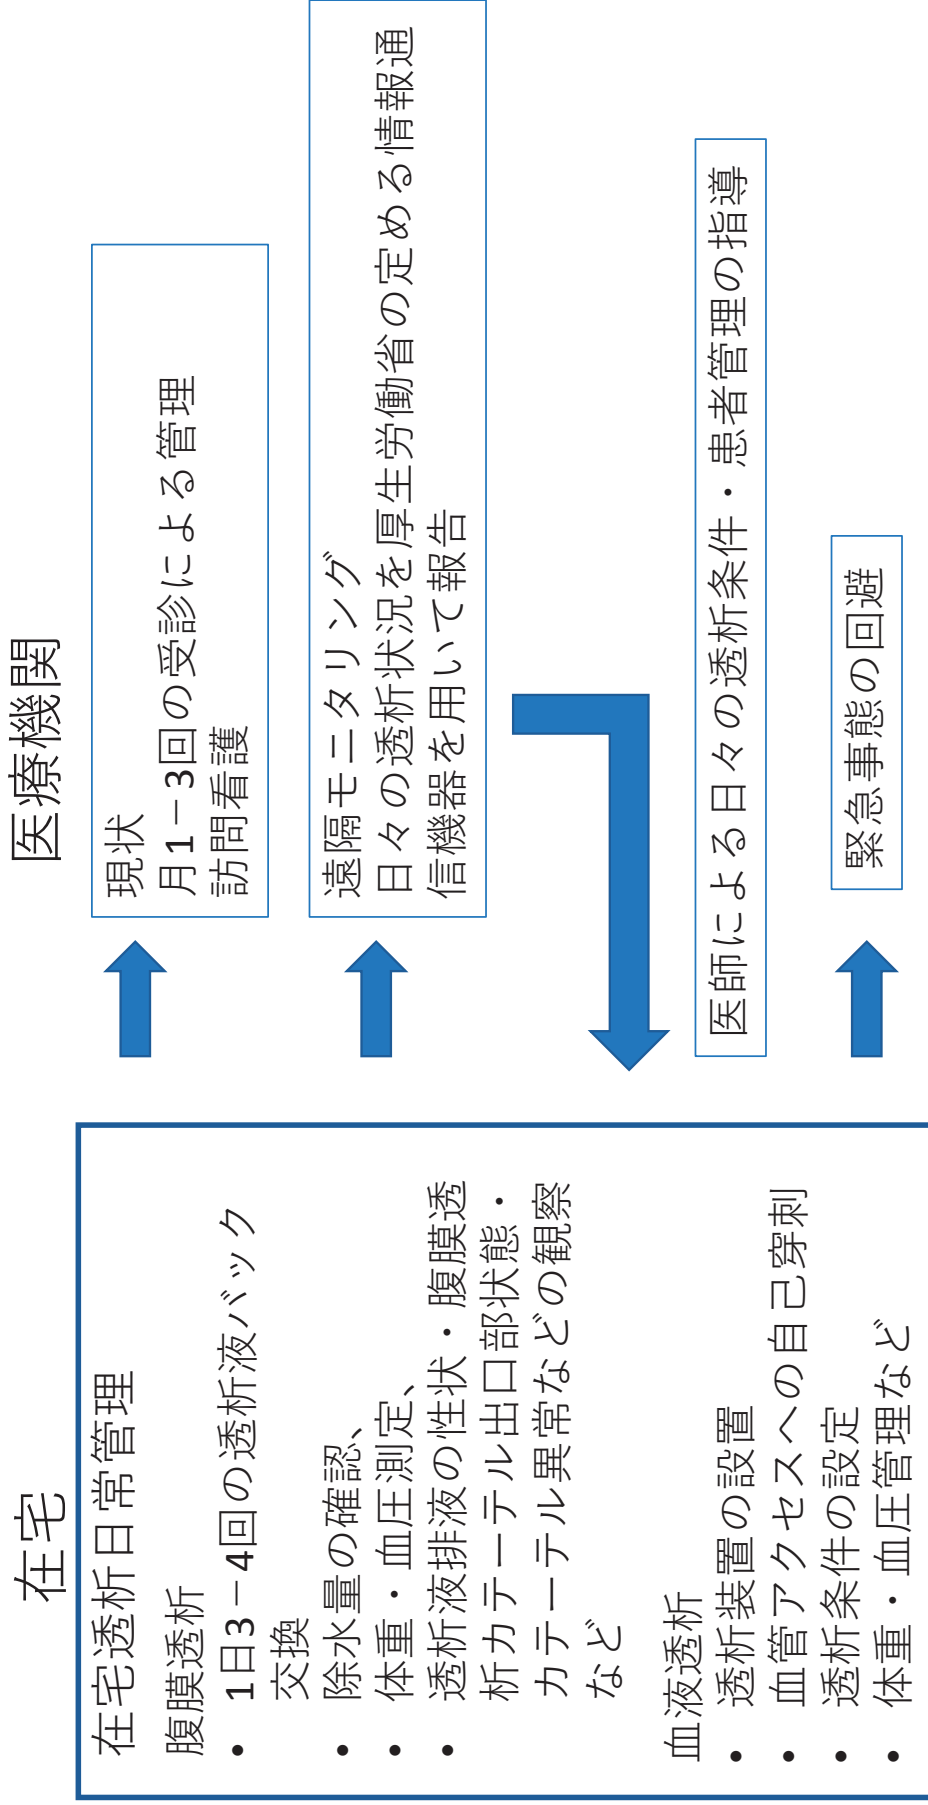 在宅
在宅透析日常管理
腹膜透析
• 1日3－4回の透析液バック
交換
• 除水量の確認、
• 体重・血圧測定、
• 透析液排液の性状・腹膜透
析カテーテル出口部状態・
カテーテル異常などの観察
など
血液透析
• 透析装置の設置
• 血管アクセスへの自己穿刺
• 透析条件の設定
• 体重・血圧管理など
医療機関
現状
月1－3回の受診による管理
訪問看護
遠隔モニタリング
日々の透析状況を厚生労働省の定める情報通
信機器を用いて報告
医師による日々の透析条件・患者管理の指導
緊急事態の回避